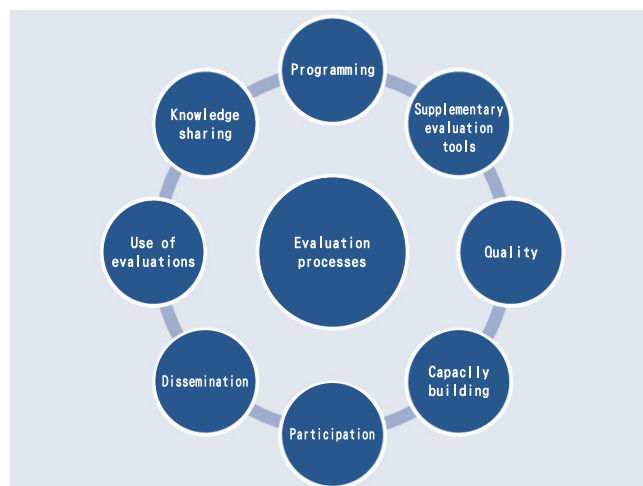 Programming
Supplementary
evaluation
tools
Knowledge
sharing
Use of
evaluations
Evaluation
processes
Quality
Dissemination
Capaclly
building
Participation